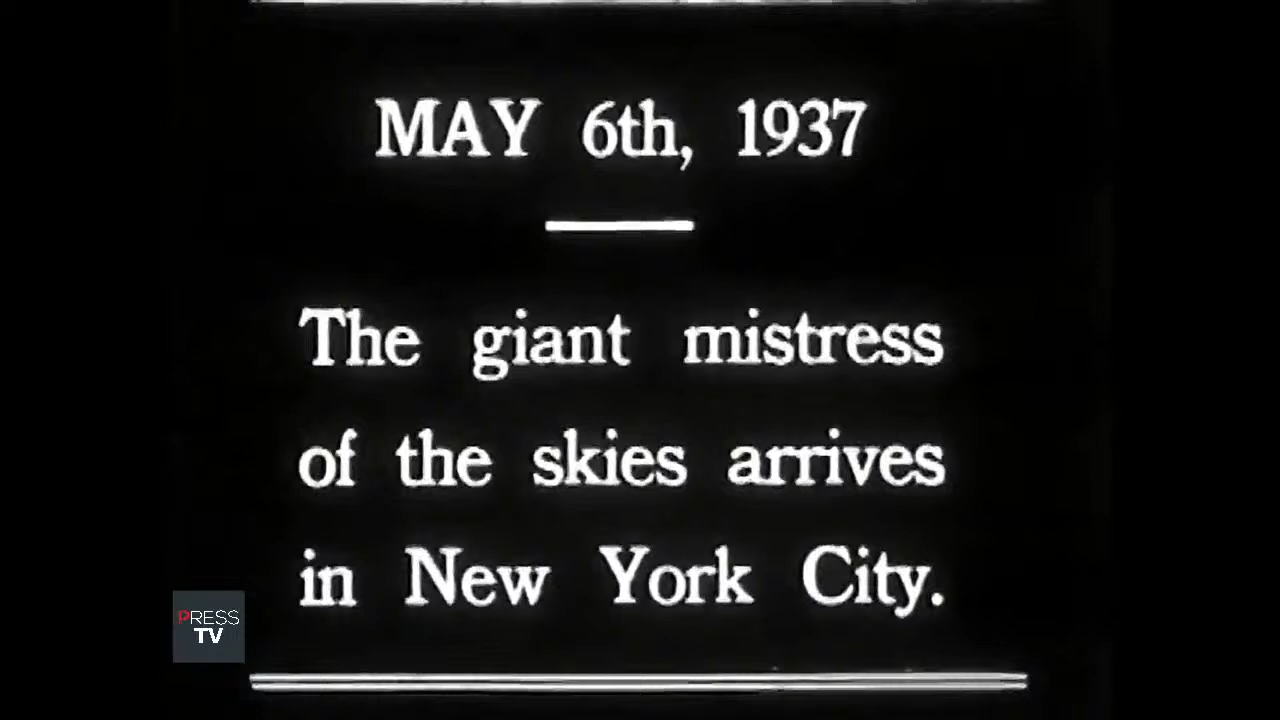 MAY 6th, 1937
The giant mistress
of the skies arrives
in New York City.
PRESS
TV